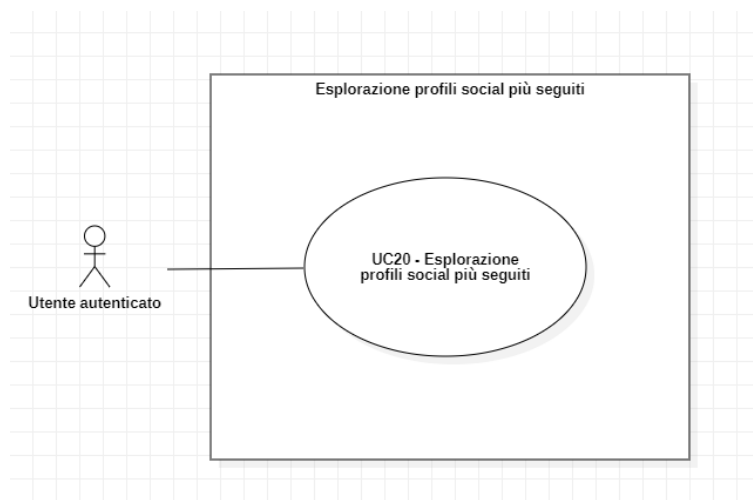 Esplorazione profili social più seguiti
UC20 - Esplorazione
profili social più seguiti
Utente autenticato